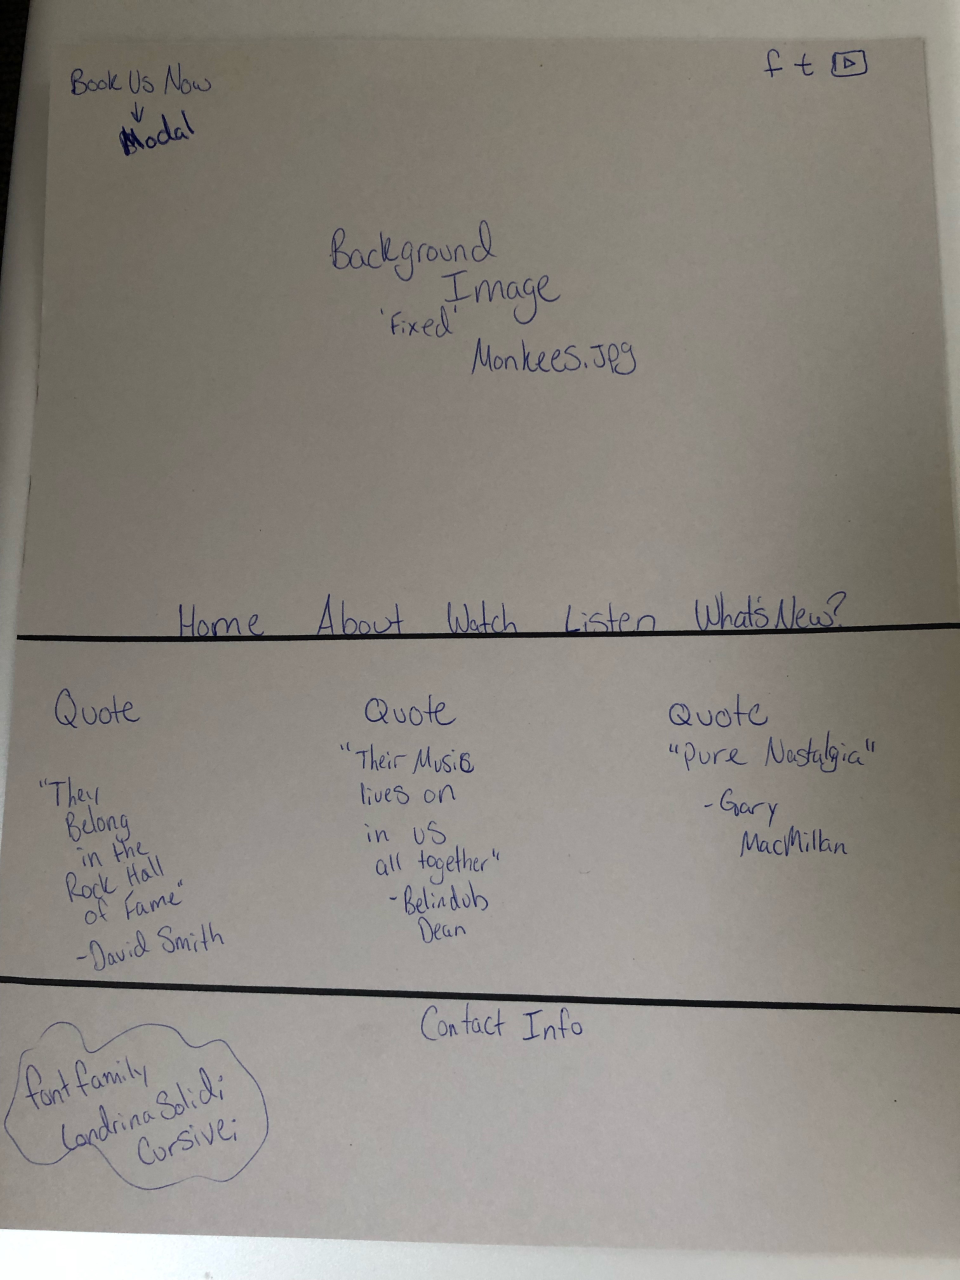 Book Us Now
Modal
f t
Background
Image
'Fixed'
Monkees.jpg
Home About Watch Listen What's New?
Quote
"They
Belong
in the
Rock Hall
of Fame"
-David Smith
Quote
"Their Music
lives on
in us
all together"
-
Dean
Quote
"Pure Nostalgia"
-Gary
MacMillan
Contact Info
font family
Londrina Solid;
Cursive;